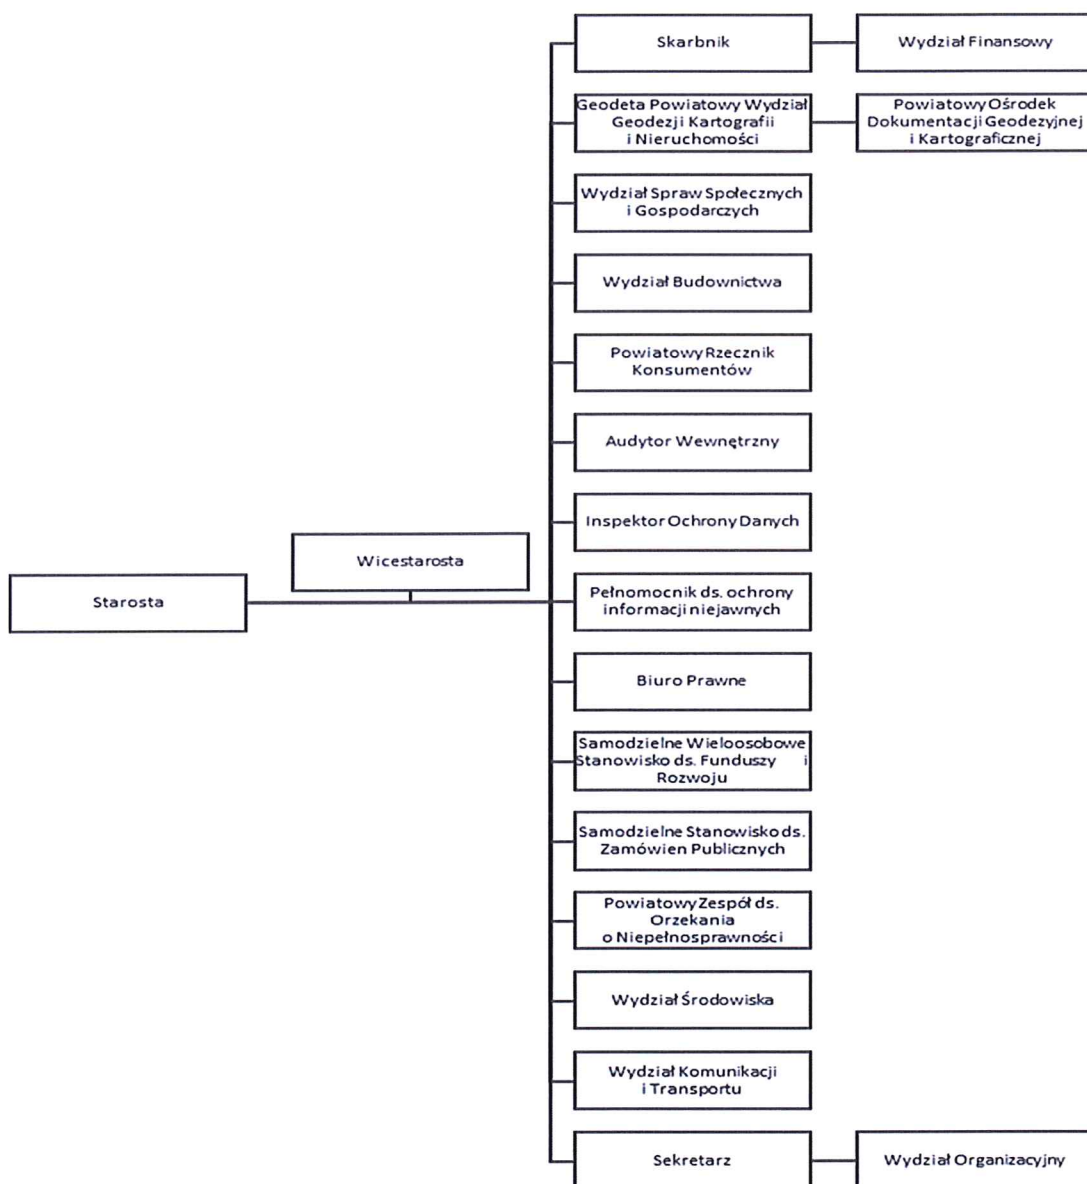 Skarbnik
Wydział Finansowy
Geodeta Powiatowy Wydział
Geodezji Kartografii
i Nieruchomości
Powiatowy Ośrodek
Dokumentacji Geodezyjnej
i Kartograficznej
Wydział Spraw Społecznych
i Gospodarczych
Wydział Budownictwa
Powiatowy Rzecznik
Konsumentów
Audytor Wewnętrzny
Inspektor Ochrony Danych
Wicestarosta
Starosta
Pełnomocnik ds. ochrony
informacji niejawnych
Biuro Prawne
Samodzielne Wieloosobowe
Stanowisko ds. Funduszy i
Rozwoju
Samodzielne Stanowisko ds.
Zamówien Publicznych
Powiatowy Zespół ds.
Orzekania
o Niepełnosprawności
Wydział Środowiska
Wydział Komunikacji
i Transportu
Sekretarz
Wydział Organizacyjny